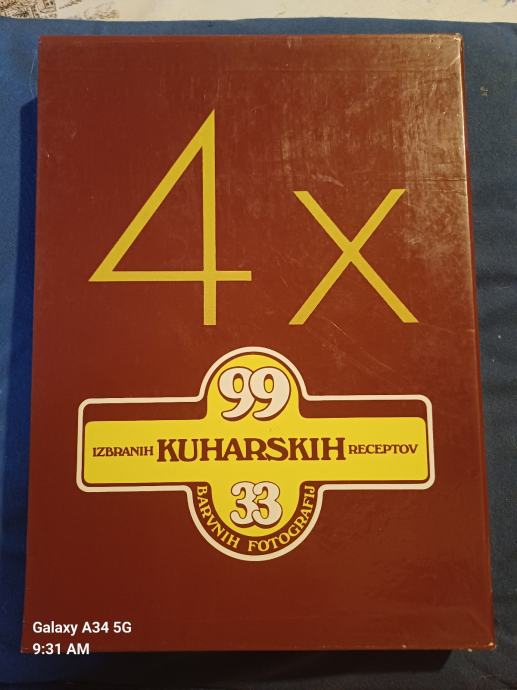 4x
99
IZBRANIH KUHARSKIH RECEPTOV
33
BARVNIH FOTOGRAFIJ
Galaxy A34 5G
9:31 AM